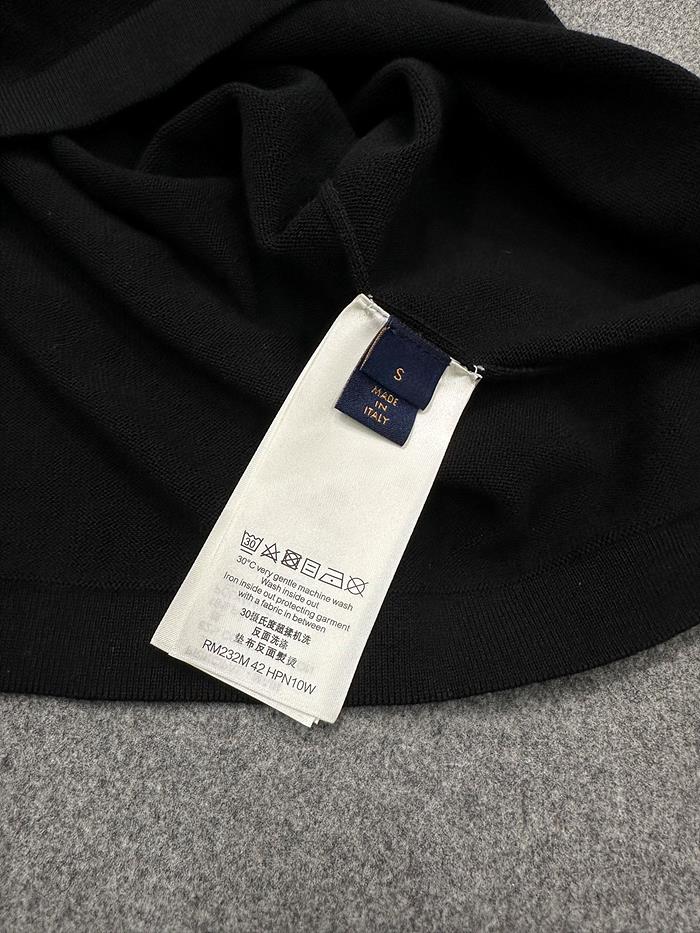 S
MADE
IN
ITALY
30
30°C very gentle machine wash
Wash inside out
Iron inside out protecting garment
with a fabric in between
30摄氏度超柔机洗
反面洗涤
垫布反面熨烫
RM232M 42 HPN10W